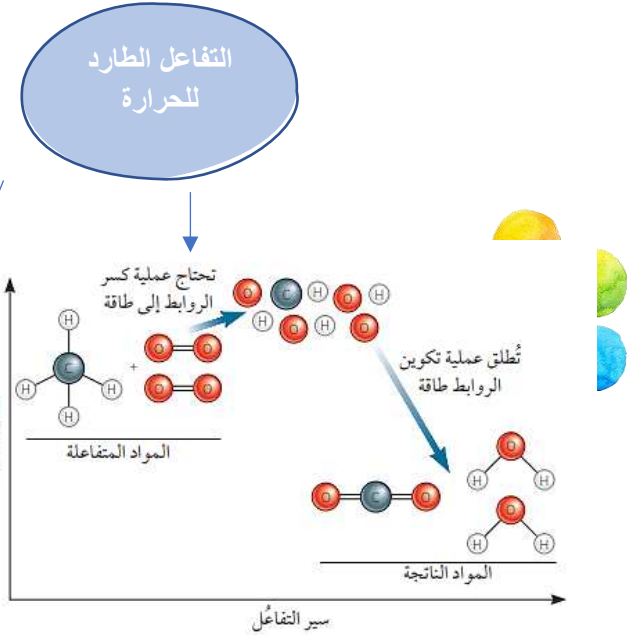 التفاعل الطارد
للحرارة
تحتاج عملية كسر
الروابط إلى طاقة
O C H O H
H O H O
H
H C H
H
+
O O
O O
المواد المتفاعلة
تُطلق عملية تكوين
الروابط طاقة
O C O
O
H H
O
H H
المواد الناتجة
سير التفاعُل